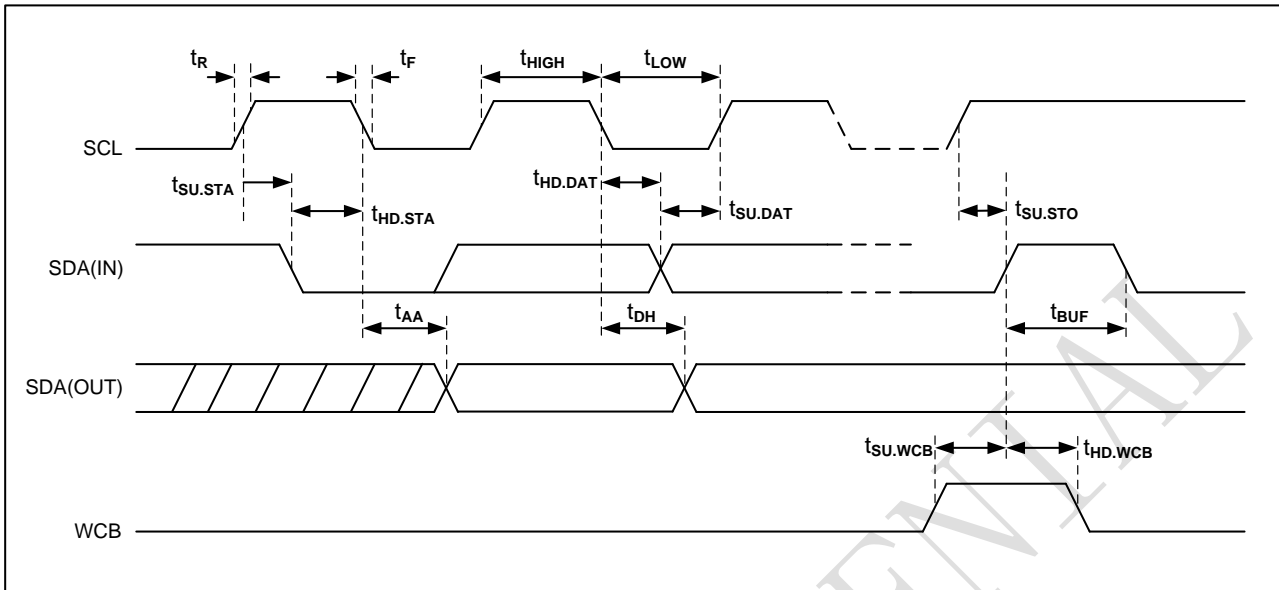 tR
tF
tHIGH
tLOW
SCL
tSU.STA
tHD.STA
tHD.DAT
tSU.DAT
tSU.STO
SDA(IN)
tAA
tDH
tBUF
SDA(OUT)
tSU.WCB
tHD.WCB
WCB
ENIAL